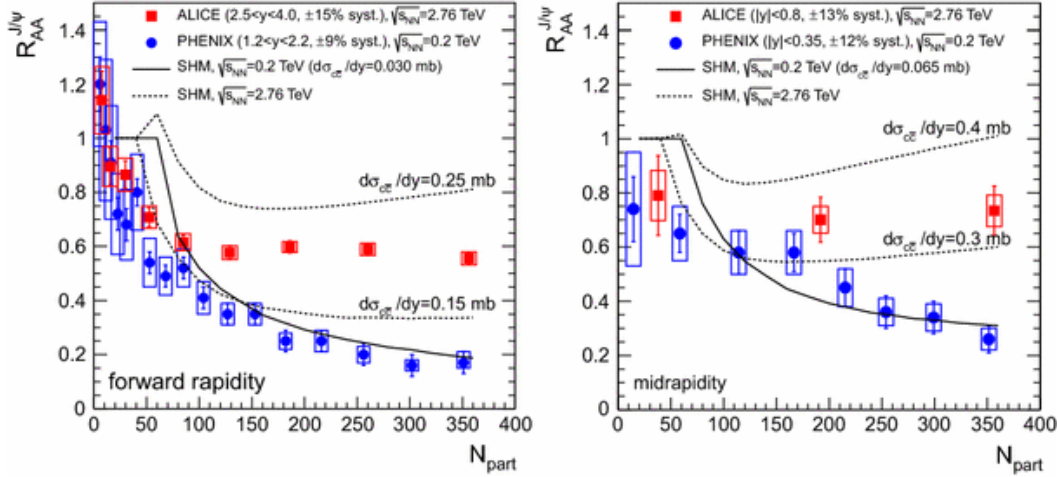 R_AA^J/ψ
ALICE (2.5<y<4.0, ±15% syst.), √s_NN=2.76 TeV
PHENIX (1.2<y<2.2, ±9% syst.), √s_NN=0.2 TeV
SHM, √s_NN=0.2 TeV (dσ_cc̅/dy=0.030 mb)
SHM, √s_NN=2.76 TeV
dσ_cc̅/dy=0.25 mb
dσ_cc̅/dy=0.15 mb
forward rapidity
1.4
1.2
1
0.8
0.6
0.4
0.2
0
0 50 100 150 200 250 300 350 400
N_part
R_AA^J/ψ
ALICE (|y|<0.8, ±13% syst.), √s_NN=2.76 TeV
PHENIX (|y|<0.35, ±12% syst.), √s_NN=0.2 TeV
SHM, √s_NN=0.2 TeV (dσ_cc̅/dy=0.065 mb)
SHM, √s_NN=2.76 TeV
dσ_cc̅/dy=0.4 mb
dσ_cc̅/dy=0.3 mb
midrapidity
1.4
1.2
1
0.8
0.6
0.4
0.2
0
0 50 100 150 200 250 300 350 400
N_part